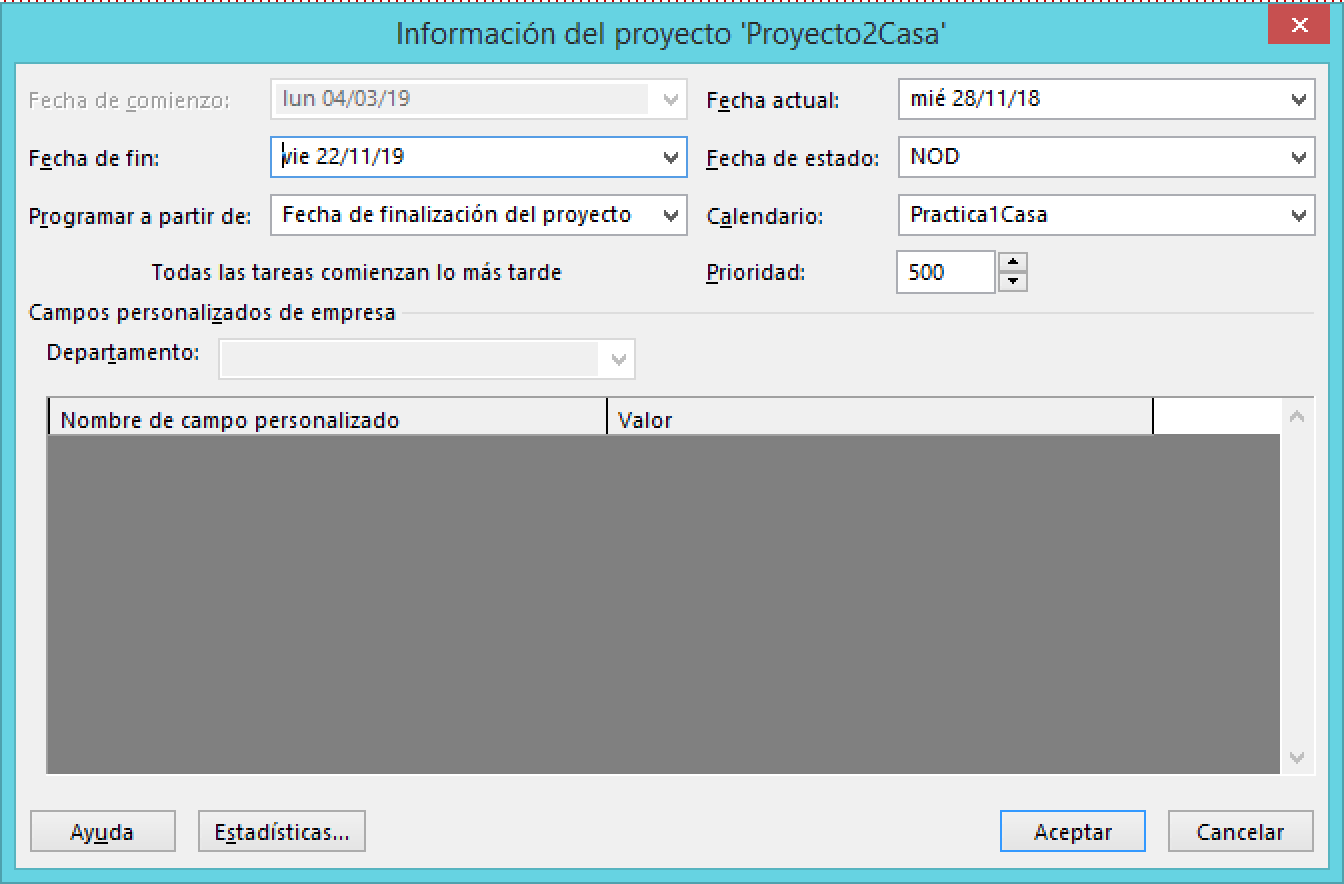 Información del proyecto 'Proyecto2Casa'
Fecha de comienzo: lun 04/03/19 Fecha actual: mié 28/11/18
Fecha de fin: vie 22/11/19 Fecha de estado: NOD
Programar a partir de: Fecha de finalización del proyecto Calendario: Practica1Casa
Todas las tareas comienzan lo más tarde Prioridad: 500
Campos personalizados de empresa
Departamento:
Nombre de campo personalizado Valor
Ayuda Estadísticas... Aceptar Cancelar